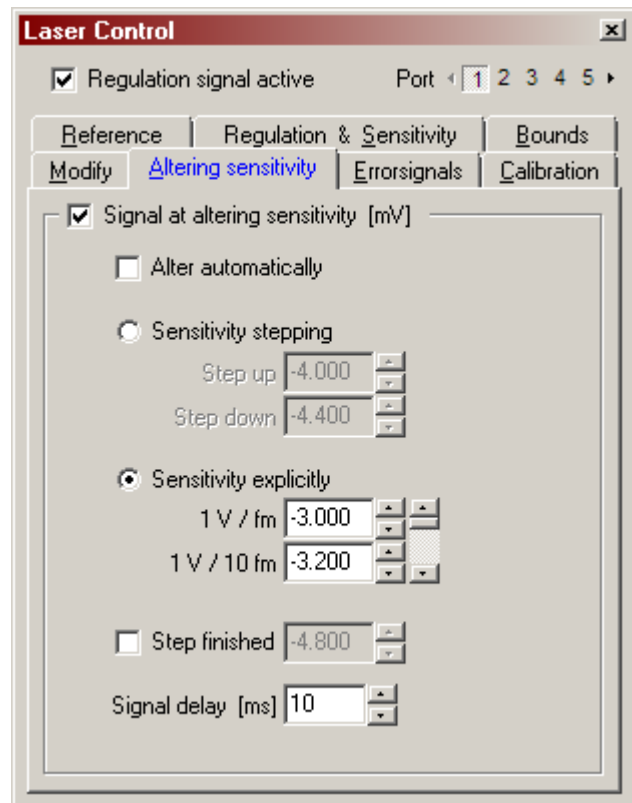 Laser Control
Regulation signal active Port 1 2 3 4 5
Reference Regulation & Sensitivity Bounds
Modify Altering sensitivity Errorsignals Calibration
Signal at altering sensitivity [mV]
Alter automatically
Sensitivity stepping
Step up -4.000
Step down -4.400
Sensitivity explicitly
1 V / fm -3.000
1 V / 10 fm -3.200
Step finished -4.800
Signal delay [ms] 10